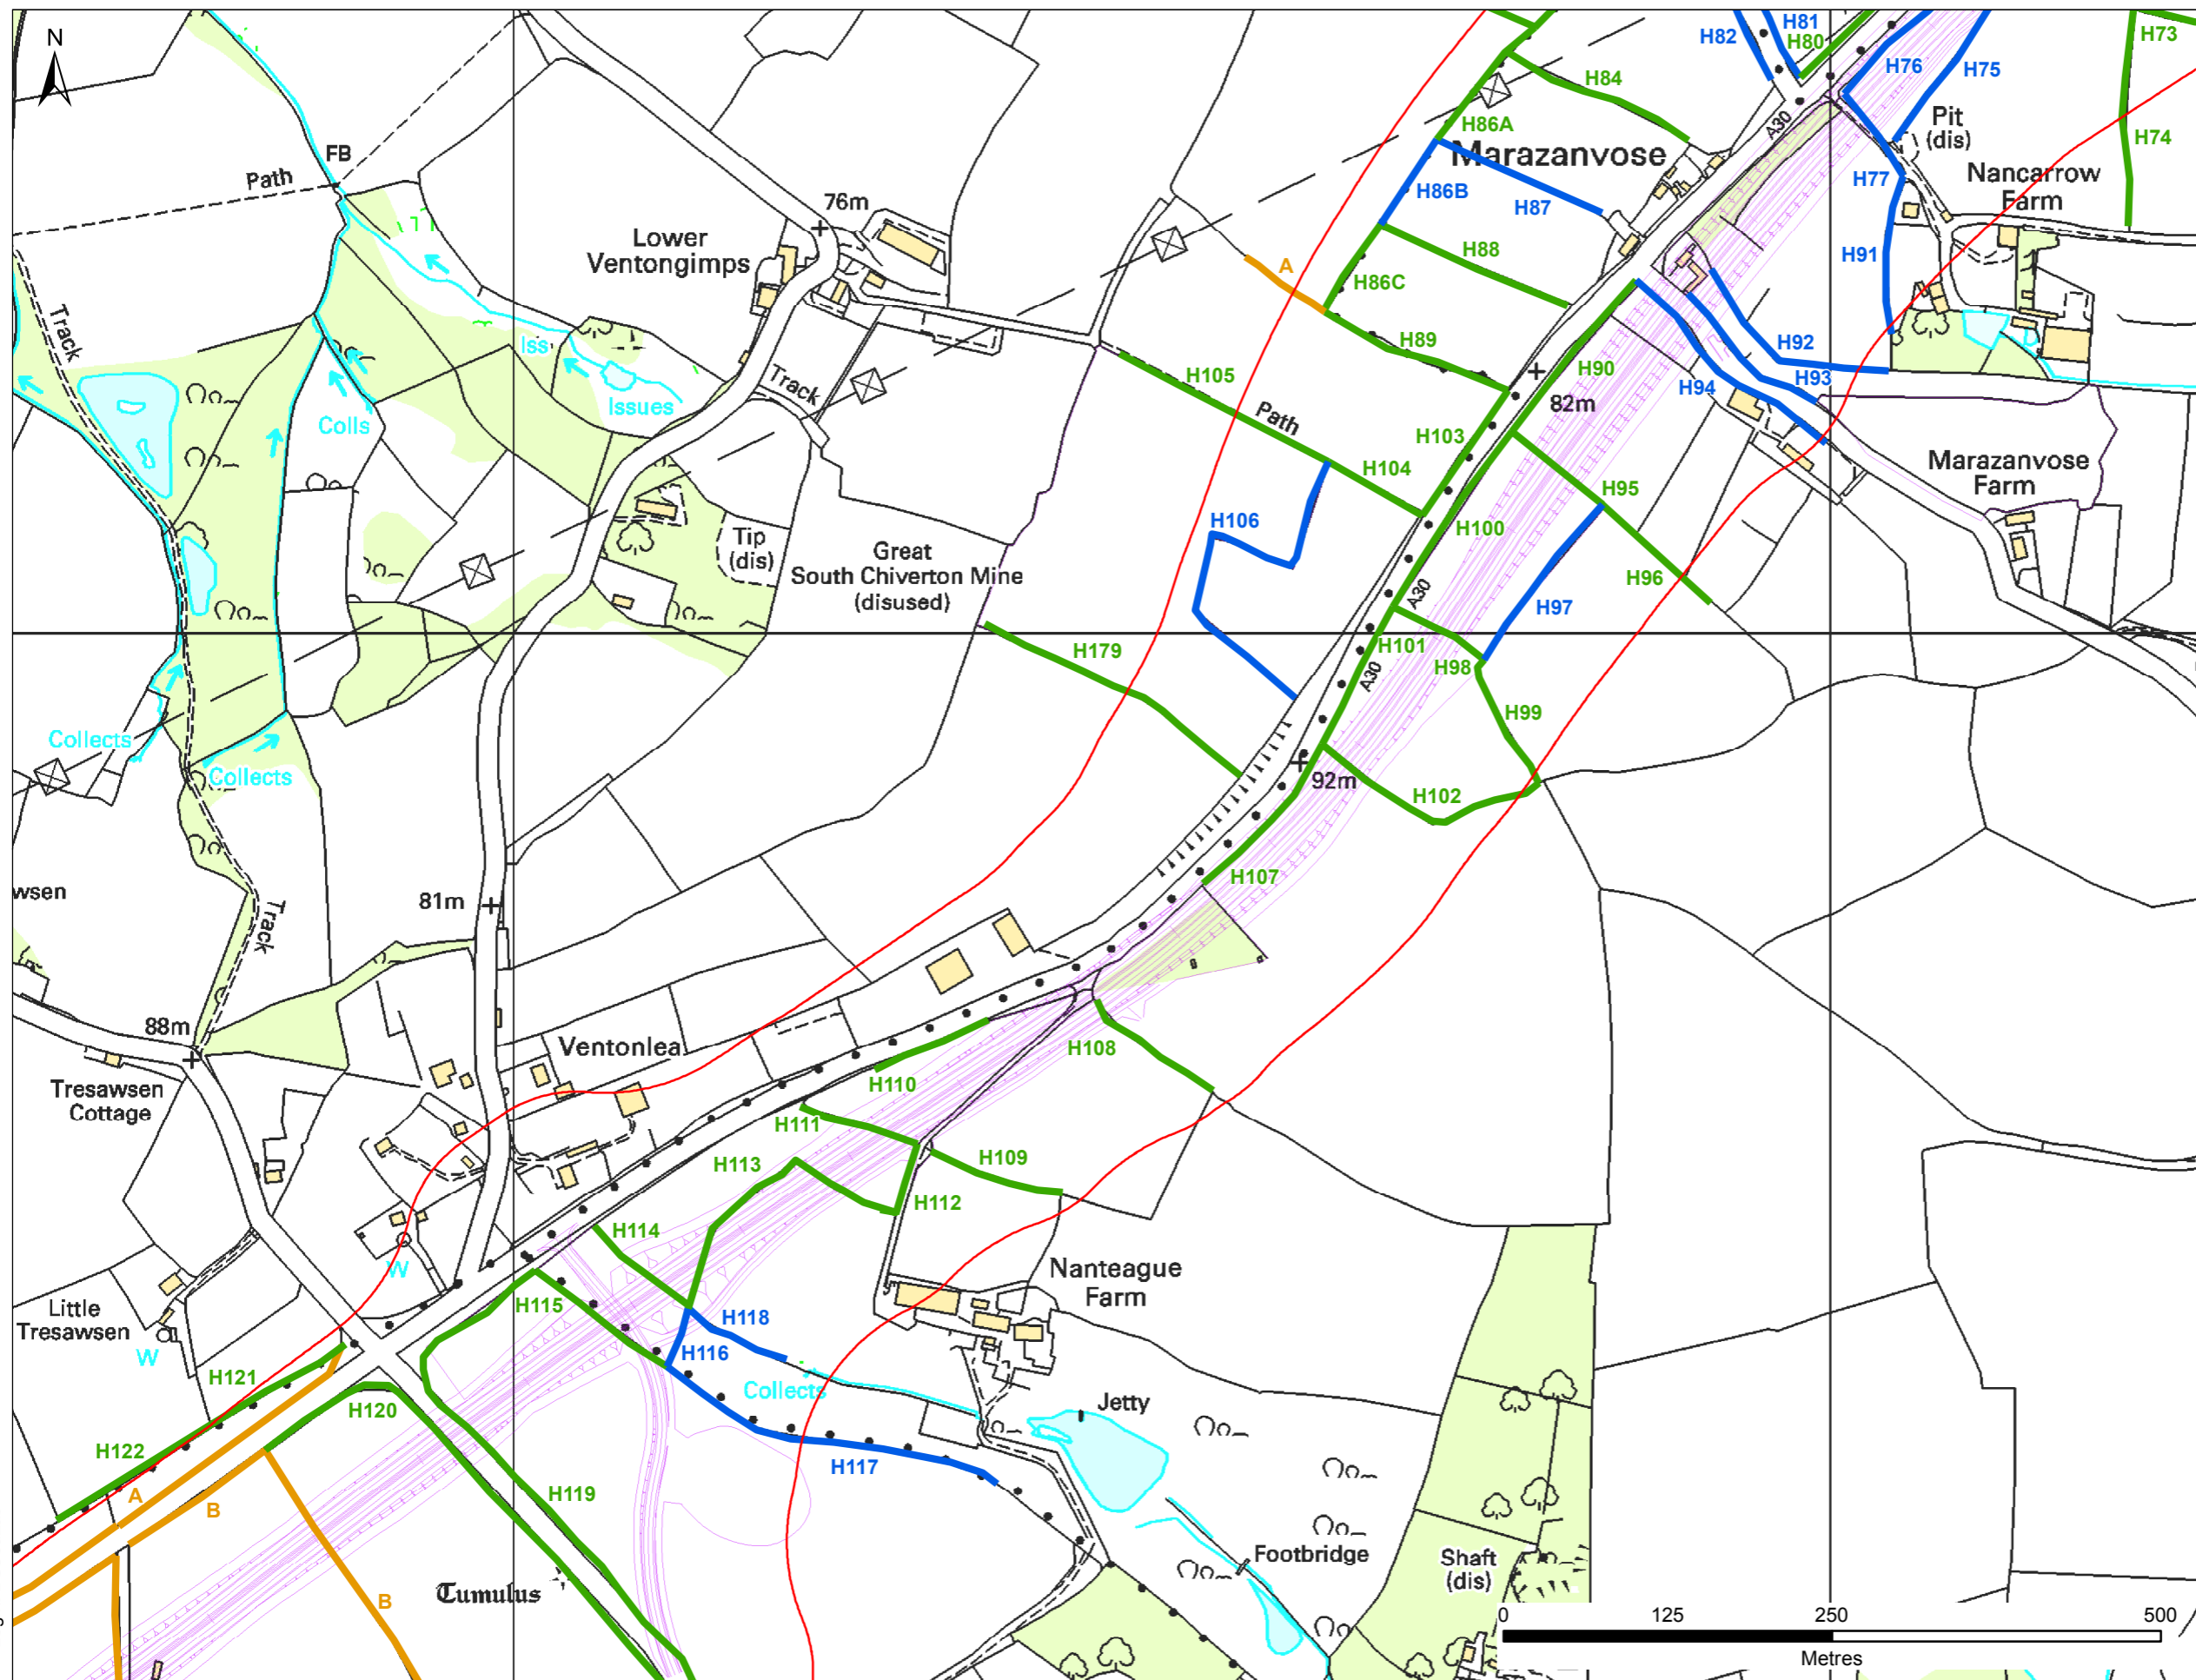 N
H82
H81
H80
H76
H75
H73
H84
A30
Pit
(dis)
H74
FB
Path
H86A
Marazanvose
H86B
H87
H77
Nancarrow
Farm
76m
Lower
Ventongimps
A
H88
H86C
H91
Track
Iss
Issues
Track
H89
H90
H92
H93
H94
82m
H105
Path
Colls
H103
H104
Marazanvose
Farm
H95
H106
H100
Tip
(dis)
Great
South Chiverton Mine
(disused)
A30
H96
H97
H179
H101
H98
A30
H99
Collects
Collects
92m
H102
wsen
81m
Track
H107
88m
Ventonlea
H108
Tresawsen
Cottage
H110
H111
H113
H109
H112
H114
W
Nanteague
Farm
Little
Tresawsen
W
H115
H118
H116
Collects
Jetty
H121
H120
H122
H117
A
B
H119
Footbridge
Shaft
(dis)
Tumulus
B
0
125
250
500
Metres